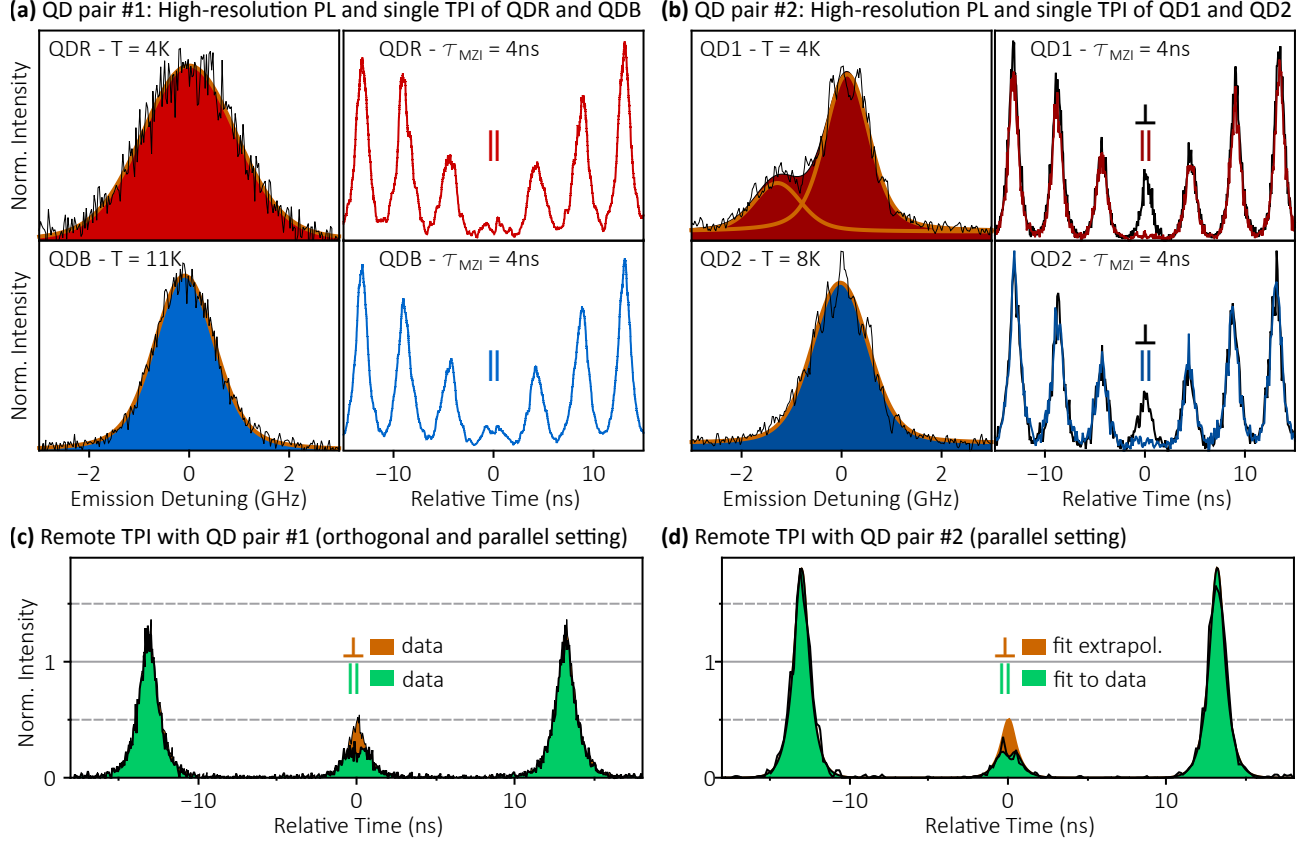 (a) QD pair #1: High-resolution PL and single TPI of QDR and QDB
QDR - T = 4K
QDR - τMZI = 4ns
Norm. Intensity
QDB - T = 11K
QDB - τMZI = 4ns
Norm. Intensity
−2 0 2
−10 0 10
Emission Detuning (GHz)
Relative Time (ns)
(b) QD pair #2: High-resolution PL and single TPI of QD1 and QD2
QD1 - T = 4K
QD1 - τMZI = 4ns
⊥
||
QD2 - T = 8K
QD2 - τMZI = 4ns
⊥
||
−2 0 2
−10 0 10
Emission Detuning (GHz)
Relative Time (ns)
(c) Remote TPI with QD pair #1 (orthogonal and parallel setting)
Norm. Intensity
1
0
⊥ data
|| data
−10 0 10
Relative Time (ns)
(d) Remote TPI with QD pair #2 (parallel setting)
1
0
⊥ fit extrapol.
|| fit to data
−10 0 10
Relative Time (ns)